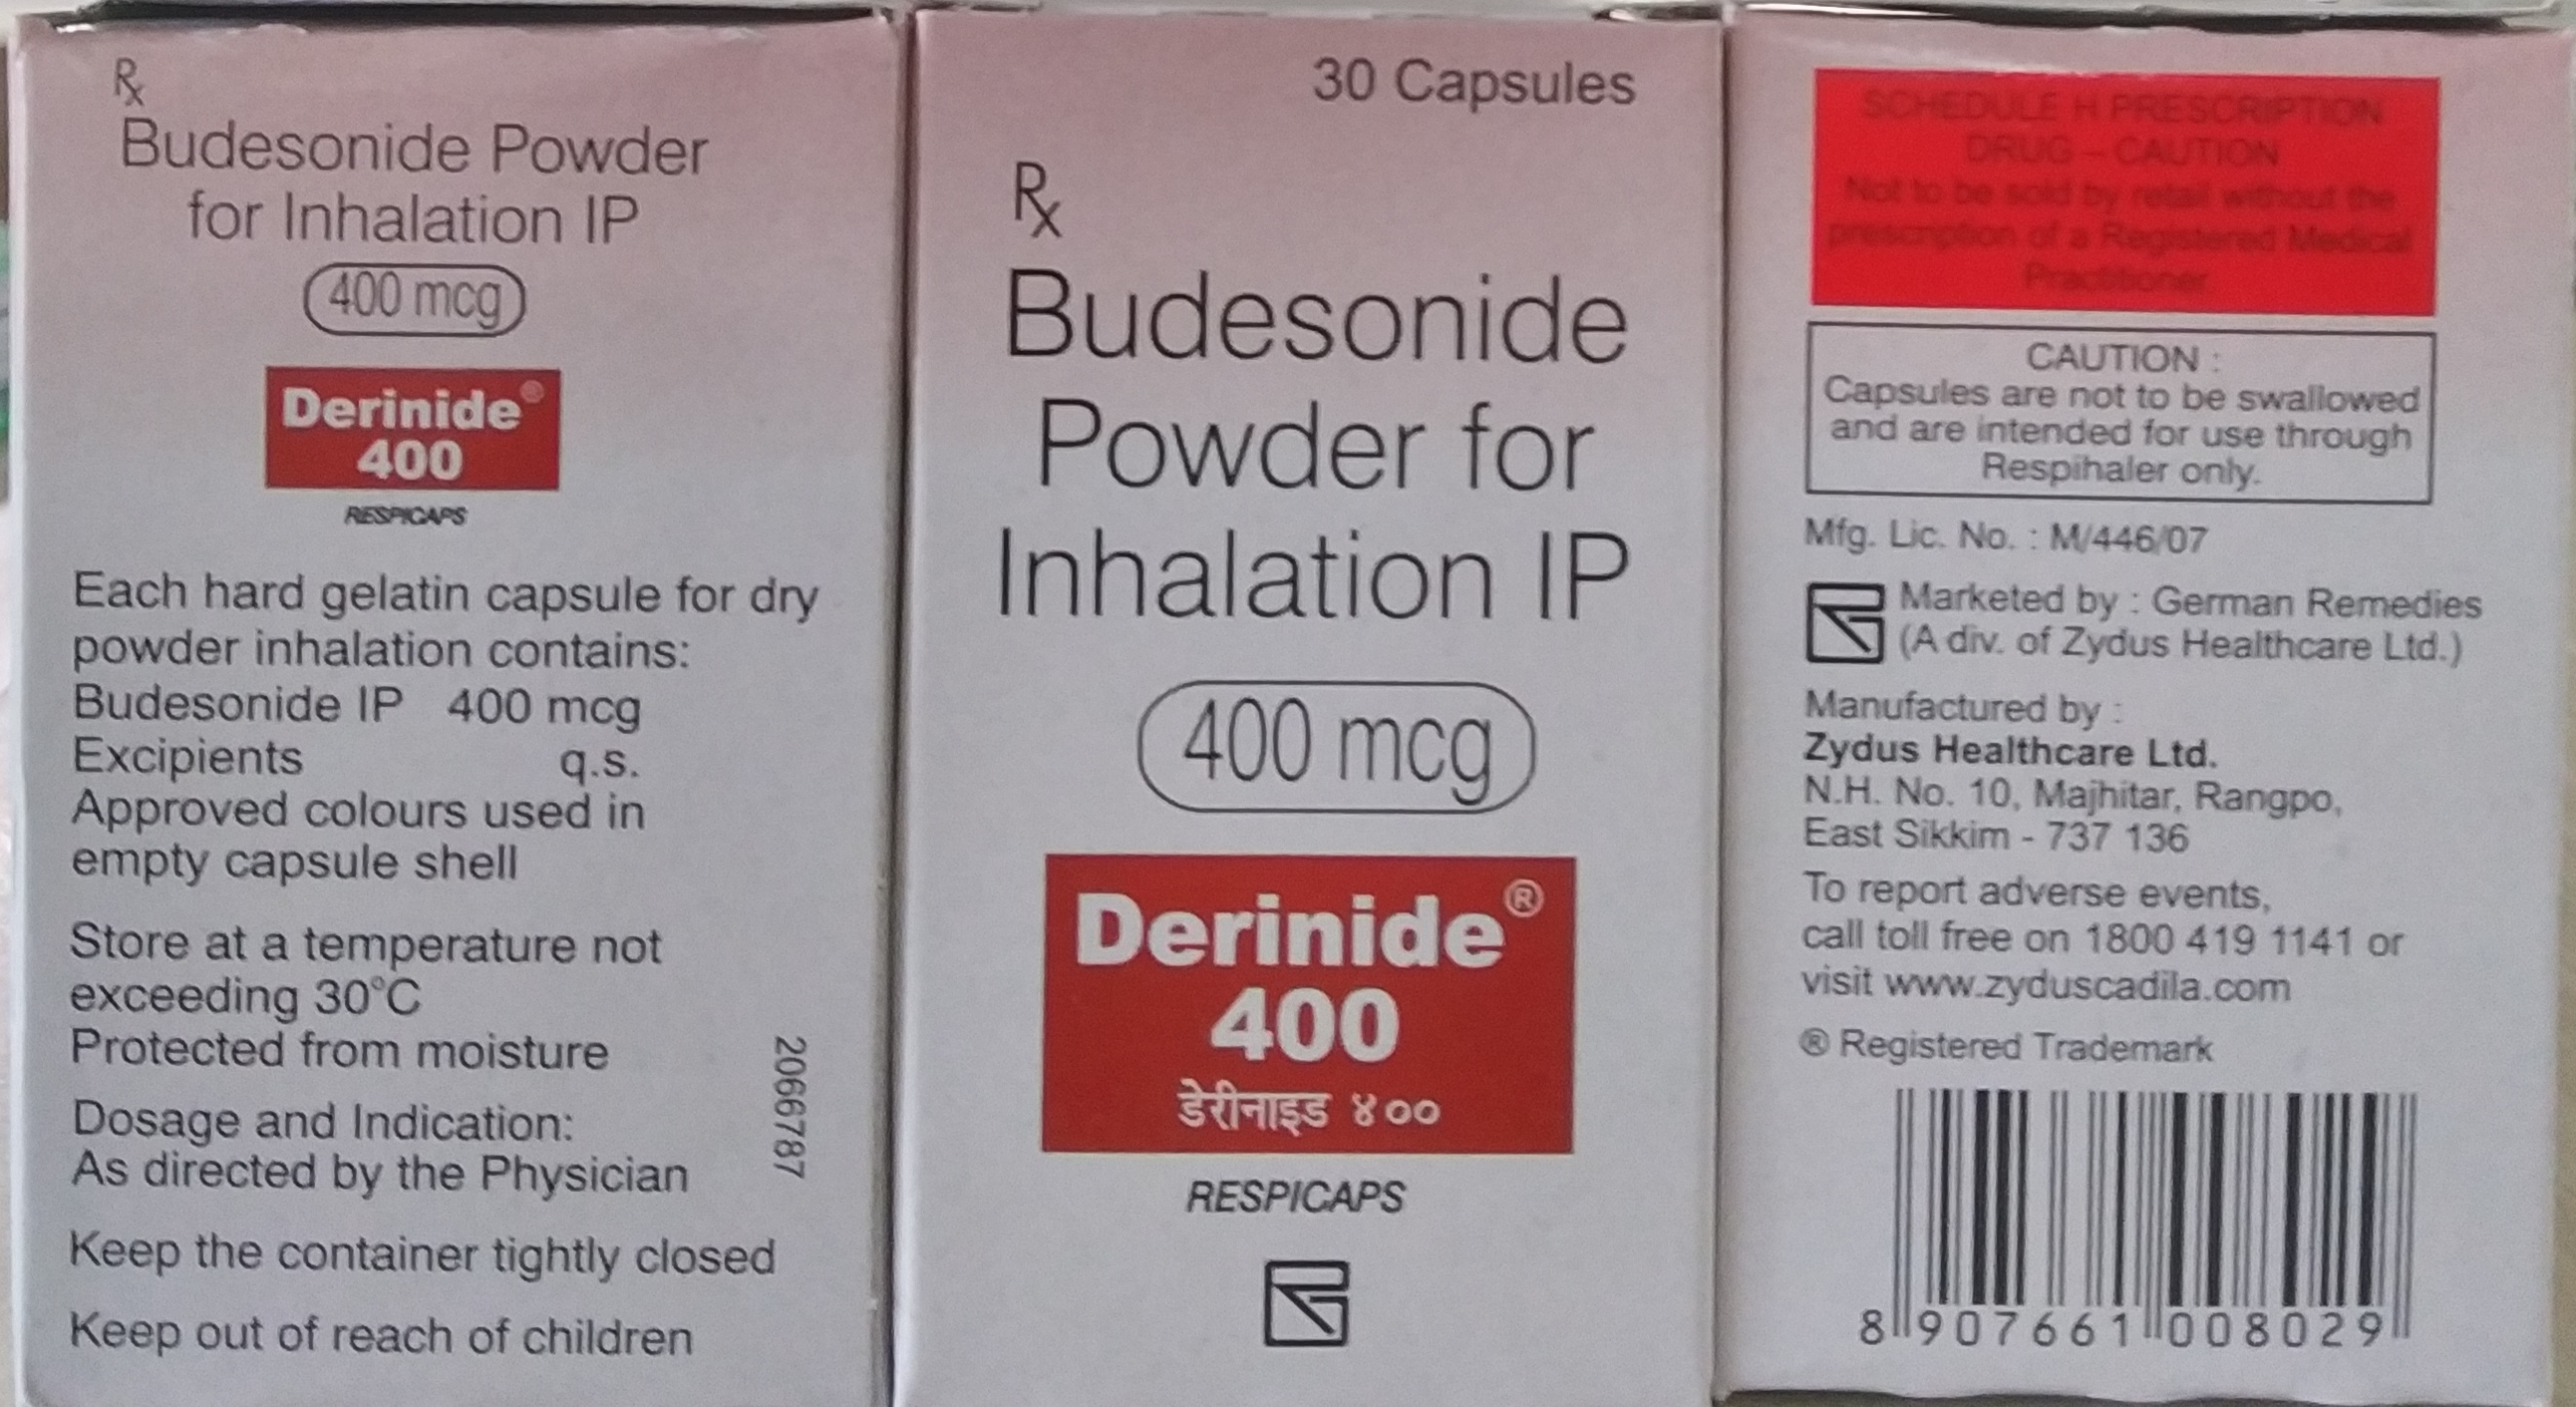 Rx
Budesonide Powder
for Inhalation IP
400 mcg
Derinide®
400
RESPICAPS
Each hard gelatin capsule for dry
powder inhalation contains:
Budesonide IP 400 mcg
Excipients q.s.
Approved colours used in
empty capsule shell
Store at a temperature not
exceeding 30°C
Protected from moisture
Dosage and Indication:
As directed by the Physician
Keep the container tightly closed
Keep out of reach of children
2066787
30 Capsules
Rx
Budesonide
Powder for
Inhalation IP
400 mcg
Derinide®
400
डेरीनाइड ४००
RESPICAPS
SCHEDULE H PRESCRIPTION
DRUG – CAUTION
Not to be sold by retail without the
prescription of a Registered Medical
Practitioner.
CAUTION :
Capsules are not to be swallowed
and are intended for use through
Respihaler only.
Mfg. Lic. No. : M/446/07
Marketed by : German Remedies
(A div. of Zydus Healthcare Ltd.)
Manufactured by :
Zydus Healthcare Ltd.
N.H. No. 10, Majhitar, Rangpo,
East Sikkim - 737 136
To report adverse events,
call toll free on 1800 419 1141 or
visit www.zyduscadila.com
® Registered Trademark
8 907661 008029